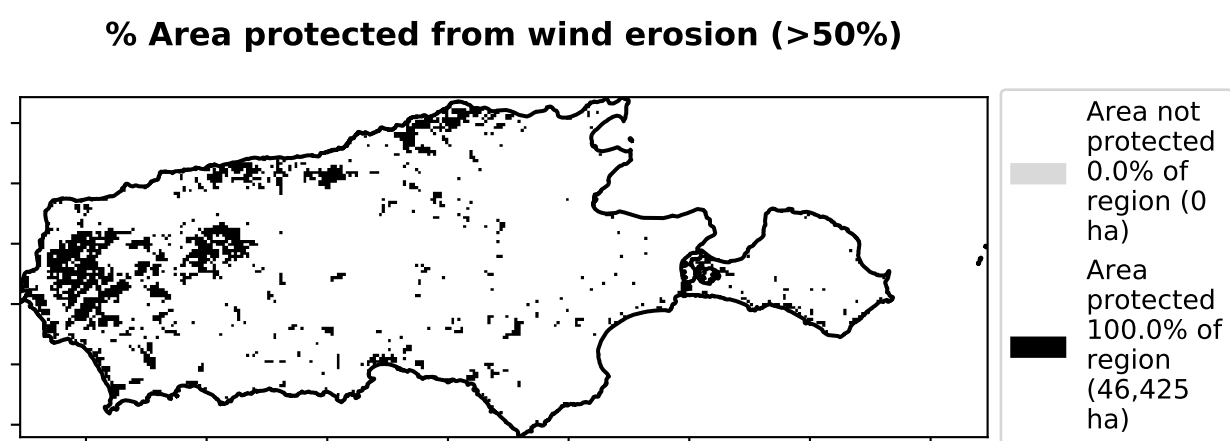 % Area protected from wind erosion (>50%)
Area not
protected
0.0% of
region (0
ha)
Area
protected
100.0% of
region
(46,425
ha)